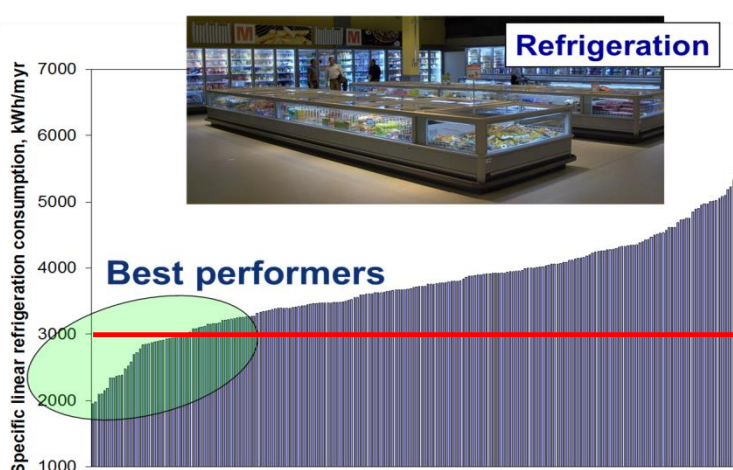 Refrigeration
M
M
Specific linear refrigeration consumption, kWh/myr
7000
6000
5000
4000
3000
2000
1000
Best performers